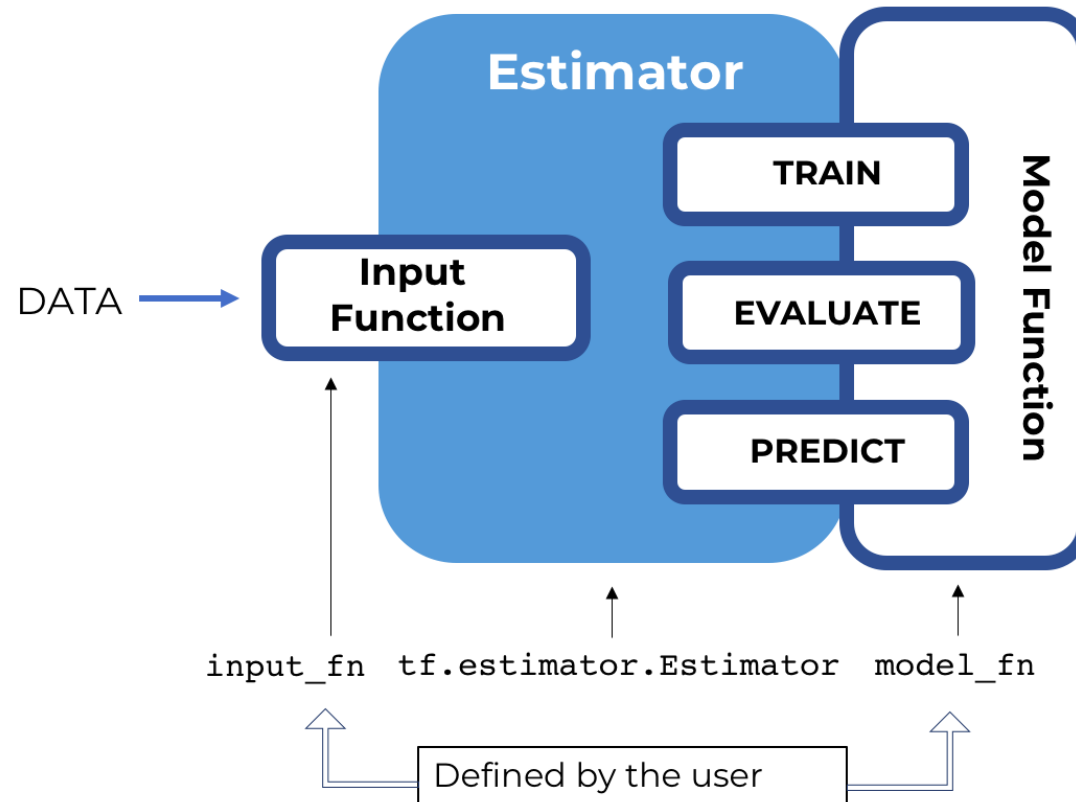 Estimator
TRAIN
Model Function
Input
Function
DATA
EVALUATE
PREDICT
input_fn tf.estimator.Estimator model_fn
Defined by the user